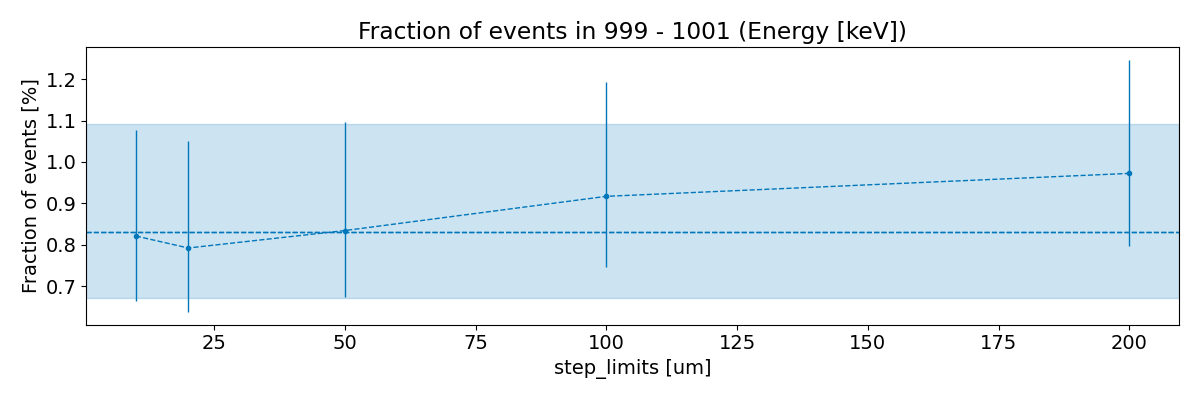 Fraction of events in 999 - 1001 (Energy [keV])
Fraction of events [%]
1.2
1.1
1.0
0.9
0.8
0.7
25 50 75 100 125 150 175 200
step_limits [um]